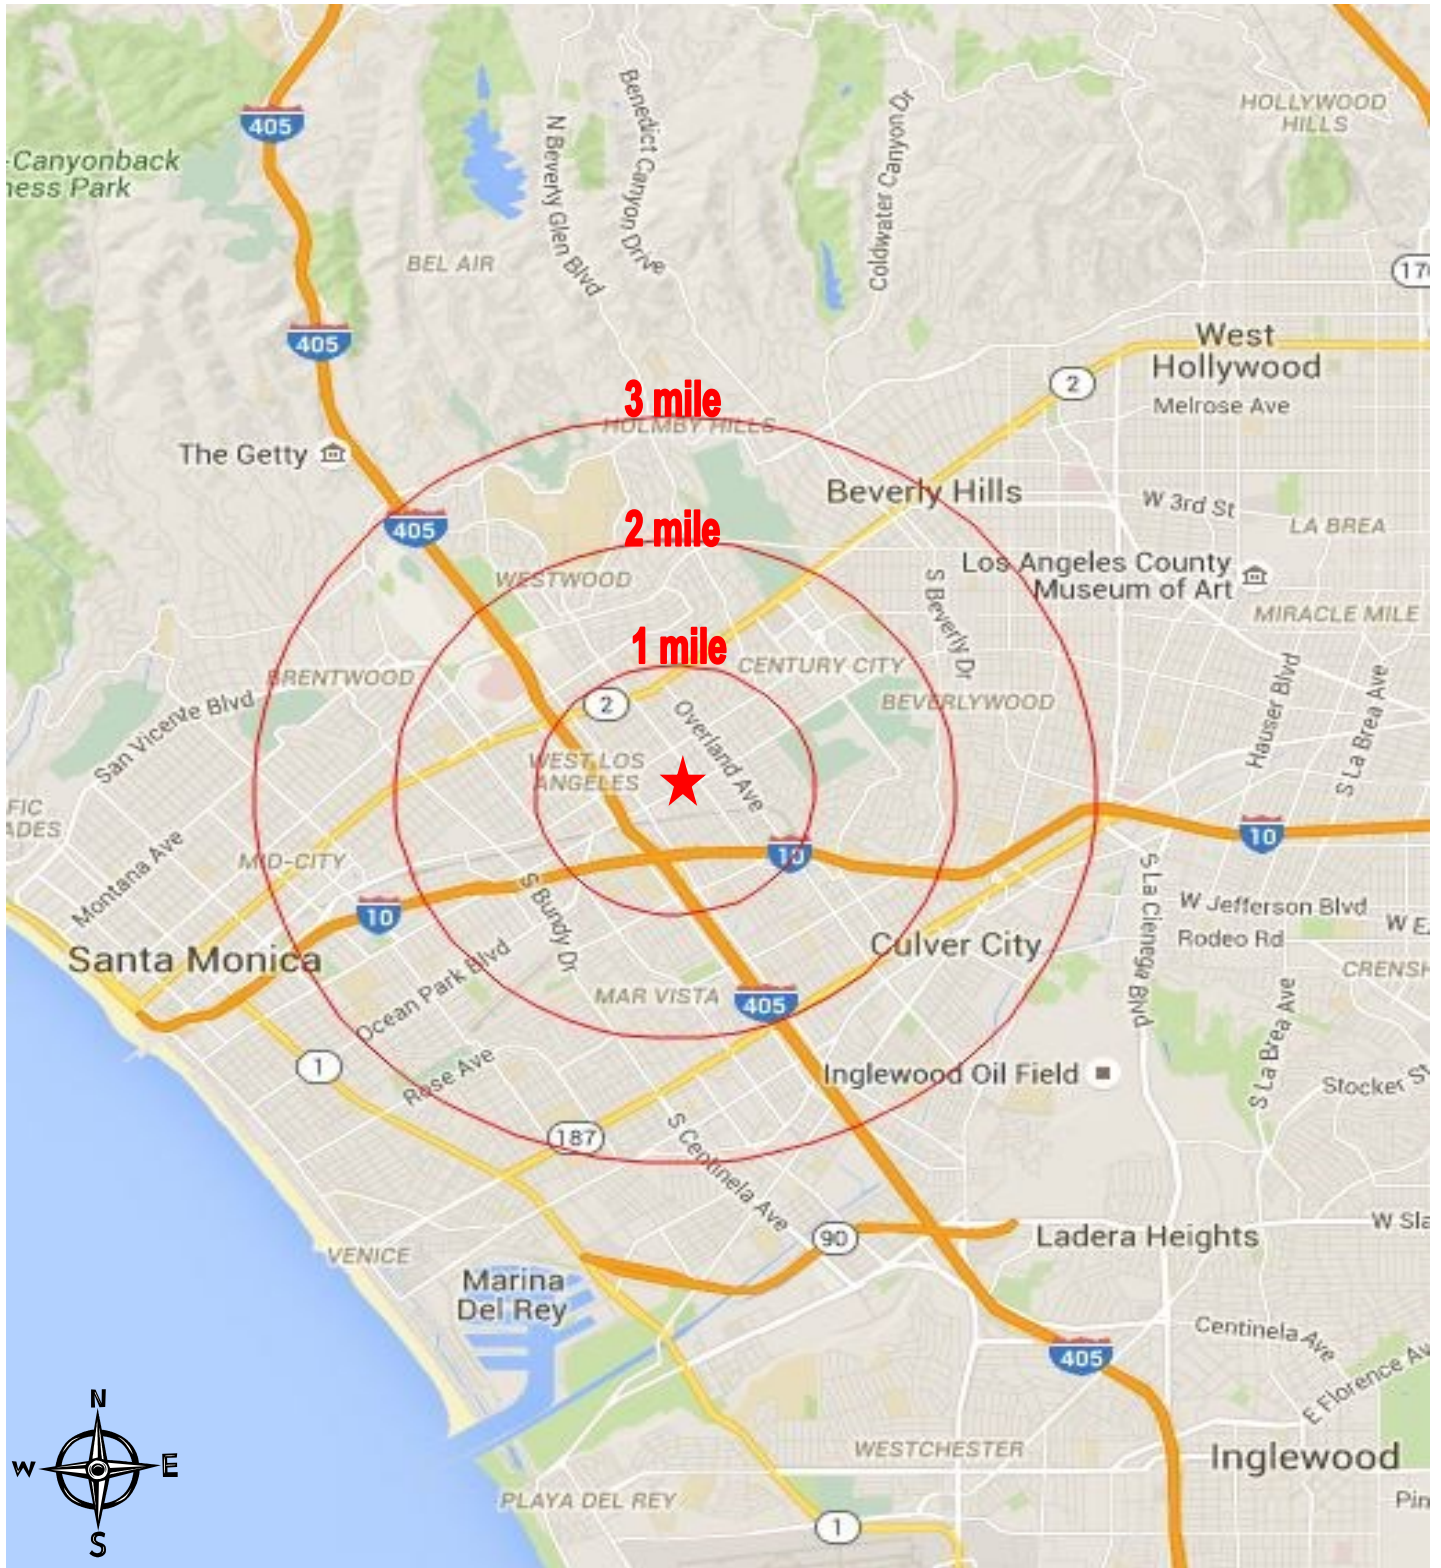 405
Benedict Canyon Drive
N Beverly Glen Blvd
Coldwater Canyon Dr
HOLLYWOOD
HILLS
-Canyonback
ness Park
BEL AIR
170
405
West
Hollywood
2
Melrose Ave
3 mile
HOLMBY HILLS
The Getty
Beverly Hills
W 3rd St
LA BREA
405
2 mile
WESTWOOD
Los Angeles County
Museum of Art
S Beverly Dr
MIRACLE MILE
1 mile
CENTURY CITY
BRENTWOOD
2
BEVERLYWOOD
Hauser Blvd
S La Brea Ave
San Vicente Blvd
Overland Ave
WEST LOS
ANGELES
FIC
ADES
Montana Ave
MID-CITY
10
10
10
S Bundy Dr
S La Cienega Blvd
W Jefferson Blvd
W E
Rodeo Rd
Santa Monica
Culver City
CRENSH
Ocean Park Blvd
MAR VISTA
405
S La Brea Ave
1
Rose Ave
Inglewood Oil Field
Stocker St
187
S Centinela Ave
W Sla
90
Ladera Heights
VENICE
Marina
Del Rey
Centinela Ave
405
E Florence Av
N
W E
S
WESTCHESTER
Inglewood
PLAYA DEL REY
Pin
1